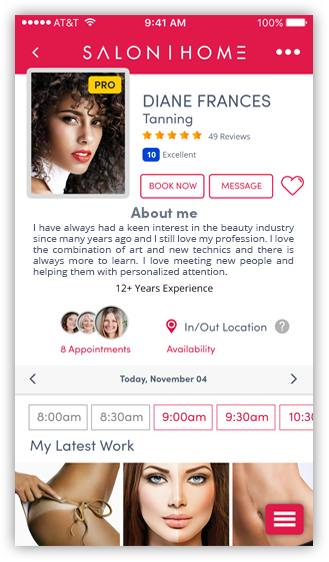 AT&T 9:41 AM 100%
SALON|HOME
PRO
DIANE FRANCES
Tanning
49 Reviews
10 Excellent
BOOK NOW MESSAGE
About me
I have always had a keen interest in the beauty industry
since many years ago and I still love my profession. I love
the combination of art and new technics and there is
always more to learn. I love meeting new people and
helping them with personalized attention.
12+ Years Experience
In/Out Location ?
8 Appointments Availability
Today, November 04
8:00am 8:30am 9:00am 9:30am 10:30
My Latest Work